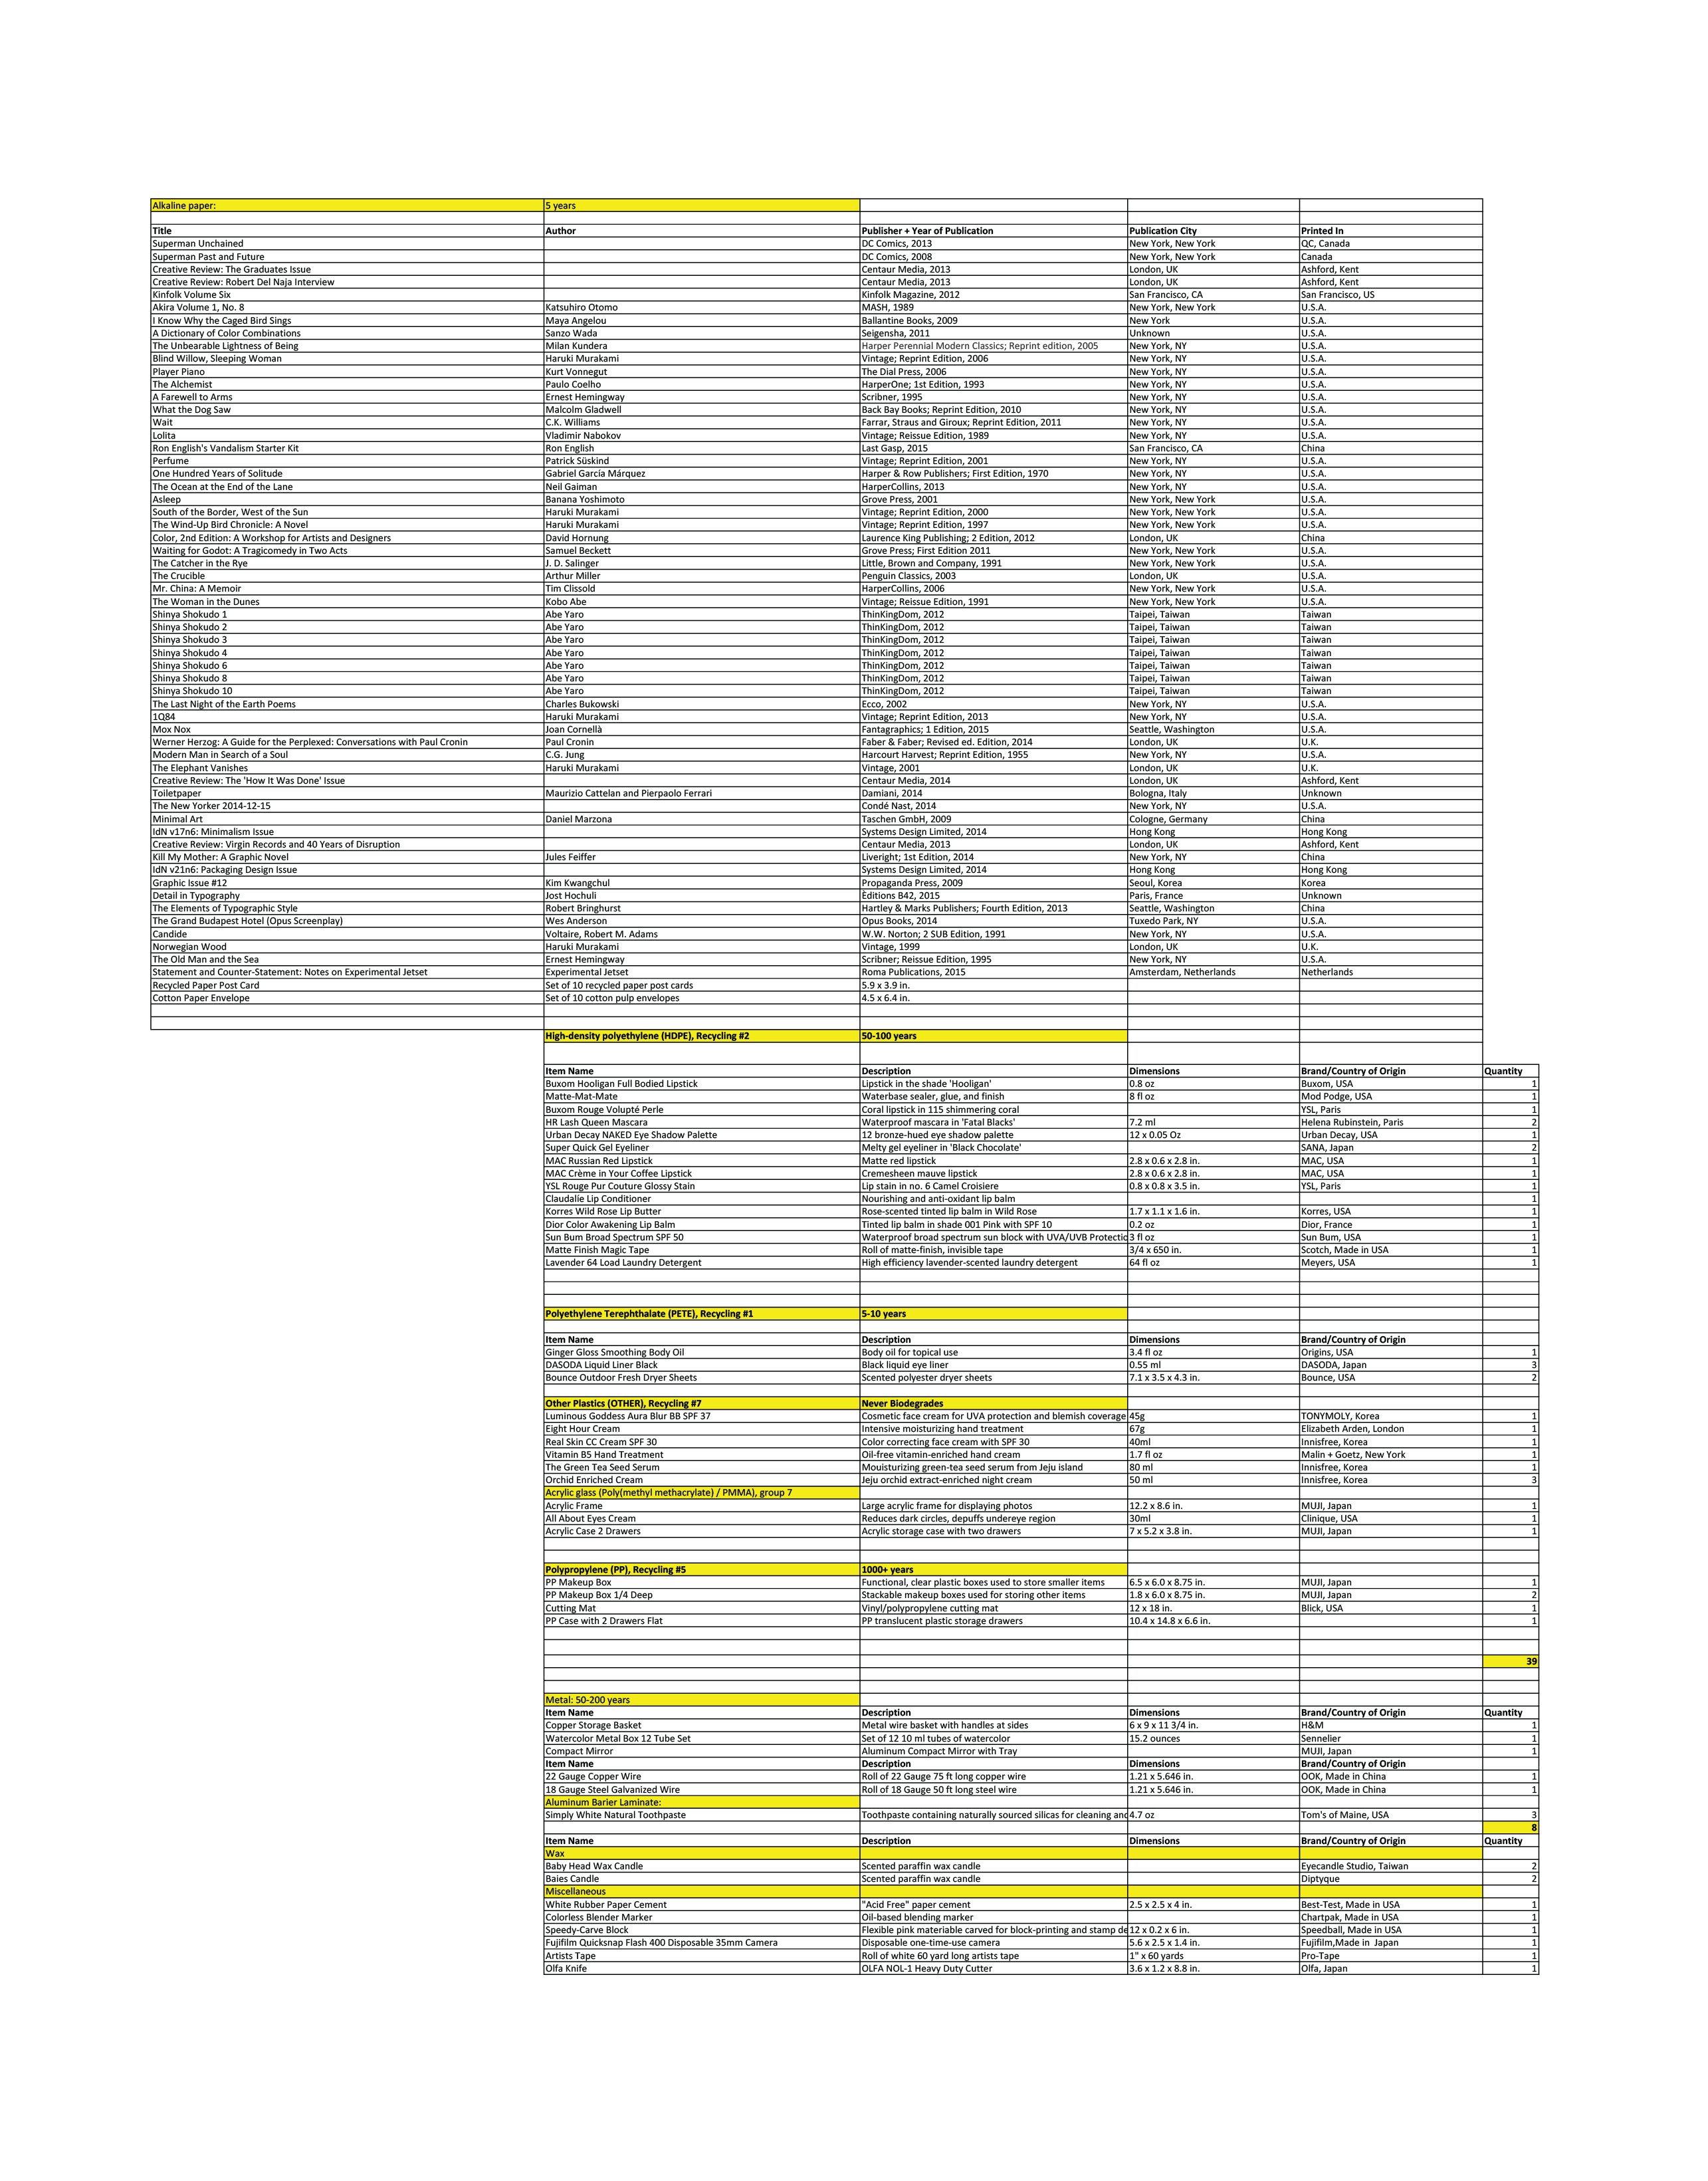 Alkaline paper: 5 years
Title Author Publisher + Year of Publication Publication City Printed In
Superman Unchained DC Comics, 2013 New York, New York QC, Canada
Superman Past and Future DC Comics, 2008 New York, New York Canada
Creative Review: The Graduates Issue Centaur Media, 2013 London, UK Ashford, Kent
Creative Review: Robert Del Naja Interview Centaur Media, 2013 London, UK Ashford, Kent
Kinfolk Volume Six Kinfolk Magazine, 2012 San Francisco, CA San Francisco, US
Akira Volume 1, No. 8 Katsuhiro Otomo MASH, 1989 New York, New York U.S.A.
I Know Why the Caged Bird Sings Maya Angelou Ballantine Books, 2009 New York U.S.A.
A Dictionary of Color Combinations Sanzo Wada Seigensha, 2011 Unknown U.S.A.
The Unbearable Lightness of Being Milan Kundera Harper Perennial Modern Classics; Reprint edition, 2005 New York, NY U.S.A.
Blind Willow, Sleeping Woman Haruki Murakami Vintage; Reprint Edition, 2006 New York, NY U.S.A.
Player Piano Kurt Vonnegut The Dial Press, 2006 New York, NY U.S.A.
The Alchemist Paulo Coelho HarperOne; 1st Edition, 1993 New York, NY U.S.A.
A Farewell to Arms Ernest Hemingway Scribner, 1995 New York, NY U.S.A.
What the Dog Saw Malcolm Gladwell Back Bay Books; Reprint Edition, 2010 New York, NY U.S.A.
Wait C.K. Williams Farrar, Straus and Giroux; Reprint Edition, 2011 New York, NY U.S.A.
Lolita Vladimir Nabokov Vintage; Reissue Edition, 1989 New York, NY U.S.A.
Ron English's Vandalism Starter Kit Ron English Last Gasp, 2015 San Francisco, CA China
Perfume Patrick Süskind Vintage; Reprint Edition, 2001 New York, NY U.S.A.
One Hundred Years of Solitude Gabriel García Márquez Harper & Row Publishers; First Edition, 1970 New York, NY U.S.A.
The Ocean at the End of the Lane Neil Gaiman HarperCollins, 2013 New York, NY U.S.A.
Asleep Banana Yoshimoto Grove Press, 2001 New York, New York U.S.A.
South of the Border, West of the Sun Haruki Murakami Vintage; Reprint Edition, 2000 New York, New York U.S.A.
The Wind-Up Bird Chronicle: A Novel Haruki Murakami Vintage; Reprint Edition, 1997 New York, New York U.S.A.
Color, 2nd Edition: A Workshop for Artists and Designers David Hornung Laurence King Publishing; 2 Edition, 2012 London, UK China
Waiting for Godot: A Tragicomedy in Two Acts Samuel Beckett Grove Press; First Edition 2011 New York, New York U.S.A.
The Catcher in the Rye J. D. Salinger Little, Brown and Company, 1991 New York, New York U.S.A.
The Crucible Arthur Miller Penguin Classics, 2003 London, UK U.S.A.
Mr. China: A Memoir Tim Clissold HarperCollins, 2006 New York, New York U.S.A.
The Woman in the Dunes Kobo Abe Vintage; Reissue Edition, 1991 New York, New York U.S.A.
Shinya Shokudo 1 Abe Yaro ThinKingDom, 2012 Taipei, Taiwan Taiwan
Shinya Shokudo 2 Abe Yaro ThinKingDom, 2012 Taipei, Taiwan Taiwan
Shinya Shokudo 3 Abe Yaro ThinKingDom, 2012 Taipei, Taiwan Taiwan
Shinya Shokudo 4 Abe Yaro ThinKingDom, 2012 Taipei, Taiwan Taiwan
Shinya Shokudo 6 Abe Yaro ThinKingDom, 2012 Taipei, Taiwan Taiwan
Shinya Shokudo 8 Abe Yaro ThinKingDom, 2012 Taipei, Taiwan Taiwan
Shinya Shokudo 10 Abe Yaro ThinKingDom, 2012 Taipei, Taiwan Taiwan
The Last Night of the Earth Poems Charles Bukowski Ecco, 2002 New York, NY U.S.A.
1Q84 Haruki Murakami Vintage; Reprint Edition, 2013 New York, NY U.S.A.
Mox Nox Joan Cornellà Fantagraphics; 1 Edition, 2015 Seattle, Washington U.S.A.
Werner Herzog: A Guide for the Perplexed: Conversations with Paul Cronin Paul Cronin Faber & Faber; Revised ed. Edition, 2014 London, UK U.K.
Modern Man in Search of a Soul C.G. Jung Harcourt Harvest; Reprint Edition, 1955 New York, NY U.S.A.
The Elephant Vanishes Haruki Murakami Vintage, 2001 London, UK U.K.
Creative Review: The 'How It Was Done' Issue Centaur Media, 2014 London, UK Ashford, Kent
Toiletpaper Maurizio Cattelan and Pierpaolo Ferrari Damiani, 2014 Bologna, Italy Unknown
The New Yorker 2014-12-15 Condé Nast, 2014 New York, NY U.S.A.
Minimal Art Daniel Marzona Taschen GmbH, 2009 Cologne, Germany China
IdN v17n6: Minimalism Issue Systems Design Limited, 2014 Hong Kong Hong Kong
Creative Review: Virgin Records and 40 Years of Disruption Centaur Media, 2013 London, UK Ashford, Kent
Kill My Mother: A Graphic Novel Jules Feiffer Liveright; 1st Edition, 2014 New York, NY China
IdN v21n6: Packaging Design Issue Systems Design Limited, 2014 Hong Kong Hong Kong
Graphic Issue #12 Kim Kwangchul Propaganda Press, 2009 Seoul, Korea Korea
Detail in Typography Jost Hochuli Éditions B42, 2015 Paris, France Unknown
The Elements of Typographic Style Robert Bringhurst Hartley & Marks Publishers; Fourth Edition, 2013 Seattle, Washington China
The Grand Budapest Hotel (Opus Screenplay) Wes Anderson Opus Books, 2014 Tuxedo Park, NY U.S.A.
Candide Voltaire, Robert M. Adams W.W. Norton; 2 SUB Edition, 1991 New York, NY U.S.A.
Norwegian Wood Haruki Murakami Vintage, 1999 London, UK U.K.
The Old Man and the Sea Ernest Hemingway Scribner; Reissue Edition, 1995 New York, NY U.S.A.
Statement and Counter-Statement: Notes on Experimental Jetset Experimental Jetset Roma Publications, 2015 Amsterdam, Netherlands Netherlands
Recycled Paper Post Card Set of 10 recycled paper post cards 5.9 x 3.9 in.
Cotton Paper Envelope Set of 10 cotton pulp envelopes 4.5 x 6.4 in.
High-density polyethylene (HDPE), Recycling #2 50-100 years
Item Name Description Dimensions Brand/Country of Origin Quantity
Buxom Hooligan Full Bodied Lipstick Lipstick in the shade 'Hooligan' 0.8 oz Buxom, USA 1
Matte-Mat-Mate Waterbase sealer, glue, and finish 8 fl oz Mod Podge, USA 1
Buxom Rouge Volupté Perle Coral lipstick in 115 shimmering coral YSL, Paris 1
HR Lash Queen Mascara Waterproof mascara in 'Fatal Blacks' 7.2 ml Helena Rubinstein, Paris 2
Urban Decay NAKED Eye Shadow Palette 12 bronze-hued eye shadow palette 12 x 0.05 Oz Urban Decay, USA 1
Super Quick Gel Eyeliner Melty gel eyeliner in 'Black Chocolate' SANA, Japan 2
MAC Russian Red Lipstick Matte red lipstick 2.8 x 0.6 x 2.8 in. MAC, USA 1
MAC Crème in Your Coffee Lipstick Cremesheen mauve lipstick 2.8 x 0.6 x 2.8 in. MAC, USA 1
YSL Rouge Pur Couture Glossy Stain Lip stain in no. 6 Camel Croisiere 0.8 x 0.8 x 3.5 in. YSL, Paris 1
Claudalie Lip Conditioner Nourishing and anti-oxidant lip balm 1
Korres Wild Rose Lip Butter Rose-scented tinted lip balm in Wild Rose 1.7 x 1.1 x 1.6 in. Korres, USA 1
Dior Color Awakening Lip Balm Tinted lip balm in shade 001 Pink with SPF 10 0.2 oz Dior, France 1
Sun Bum Broad Spectrum SPF 50 Waterproof broad spectrum sun block with UVA/UVB Protectio 3 fl oz Sun Bum, USA 1
Matte Finish Magic Tape Roll of matte-finish, invisible tape 3/4 x 650 in. Scotch, Made in USA 1
Lavender 64 Load Laundry Detergent High efficiency lavender-scented laundry detergent 64 fl oz Meyers, USA 1
Polyethylene Terephthalate (PETE), Recycling #1 5-10 years
Item Name Description Dimensions Brand/Country of Origin
Ginger Gloss Smoothing Body Oil Body oil for topical use 3.4 fl oz Origins, USA 1
DASODA Liquid Liner Black Black liquid eye liner 0.55 ml DASODA, Japan 3
Bounce Outdoor Fresh Dryer Sheets Scented polyester dryer sheets 7.1 x 3.5 x 4.3 in. Bounce, USA 2
Other Plastics (OTHER), Recycling #7 Never Biodegrades
Luminous Goddess Aura Blur BB SPF 37 Cosmetic face cream for UVA protection and blemish coverage 45g TONYMOLY, Korea 1
Eight Hour Cream Intensive moisturizing hand treatment 67g Elizabeth Arden, London 1
Real Skin CC Cream SPF 30 Color correcting face cream with SPF 30 40ml Innisfree, Korea 1
Vitamin B5 Hand Treatment Oil-free vitamin-enriched hand cream 1.7 fl oz Malin + Goetz, New York 1
The Green Tea Seed Serum Mouisturizing green-tea seed serum from Jeju island 80 ml Innisfree, Korea 1
Orchid Enriched Cream Jeju orchid extract-enriched night cream 50 ml Innisfree, Korea 3
Acrylic glass (Poly(methyl methacrylate) / PMMA), group 7
Acrylic Frame Large acrylic frame for displaying photos 12.2 x 8.6 in. MUJI, Japan 1
All About Eyes Cream Reduces dark circles, depuffs undereye region 30ml Clinique, USA 1
Acrylic Case 2 Drawers Acrylic storage case with two drawers 7 x 5.2 x 3.8 in. MUJI, Japan 1
Polypropylene (PP), Recycling #5 1000+ years
PP Makeup Box Functional, clear plastic boxes used to store smaller items 6.5 x 6.0 x 8.75 in. MUJI, Japan 1
PP Makeup Box 1/4 Deep Stackable makeup boxes used for storing other items 1.8 x 6.0 x 8.75 in. MUJI, Japan 2
Cutting Mat Vinyl/polypropylene cutting mat 12 x 18 in. Blick, USA 1
PP Case with 2 Drawers Flat PP translucent plastic storage drawers 10.4 x 14.8 x 6.6 in. 1
39
Metal: 50-200 years
Item Name Description Dimensions Brand/Country of Origin Quantity
Copper Storage Basket Metal wire basket with handles at sides 6 x 9 x 11 3/4 in. H&M 1
Watercolor Metal Box 12 Tube Set Set of 12 10 ml tubes of watercolor 15.2 ounces Sennelier 1
Compact Mirror Aluminum Compact Mirror with Tray MUJI, Japan 1
Item Name Description Dimensions Brand/Country of Origin
22 Gauge Copper Wire Roll of 22 Gauge 75 ft long copper wire 1.21 x 5.646 in. OOK, Made in China 1
18 Gauge Steel Galvanized Wire Roll of 18 Gauge 50 ft long steel wire 1.21 x 5.646 in. OOK, Made in China 1
Aluminum Barier Laminate:
Simply White Natural Toothpaste Toothpaste containing naturally sourced silicas for cleaning and 4.7 oz Tom's of Maine, USA 3
8
Item Name Description Dimensions Brand/Country of Origin Quantity
Wax
Baby Head Wax Candle Scented paraffin wax candle Eyecandle Studio, Taiwan 2
Baies Candle Scented paraffin wax candle Diptyque 2
Miscellaneous
White Rubber Paper Cement "Acid Free" paper cement 2.5 x 2.5 x 4 in. Best-Test, Made in USA 1
Colorless Blender Marker Oil-based blending marker Chartpak, Made in USA 1
Speedy-Carve Block Flexible pink materiable carved for block-printing and stamp de 12 x 0.2 x 6 in. Speedball, Made in USA 1
Fujifilm Quicksnap Flash 400 Disposable 35mm Camera Disposable one-time-use camera 5.6 x 2.5 x 1.4 in. Fujifilm,Made in Japan 1
Artists Tape Roll of white 60 yard long artists tape 1" x 60 yards Pro-Tape 1
Olfa Knife OLFA NOL-1 Heavy Duty Cutter 3.6 x 1.2 x 8.8 in. Olfa, Japan 1